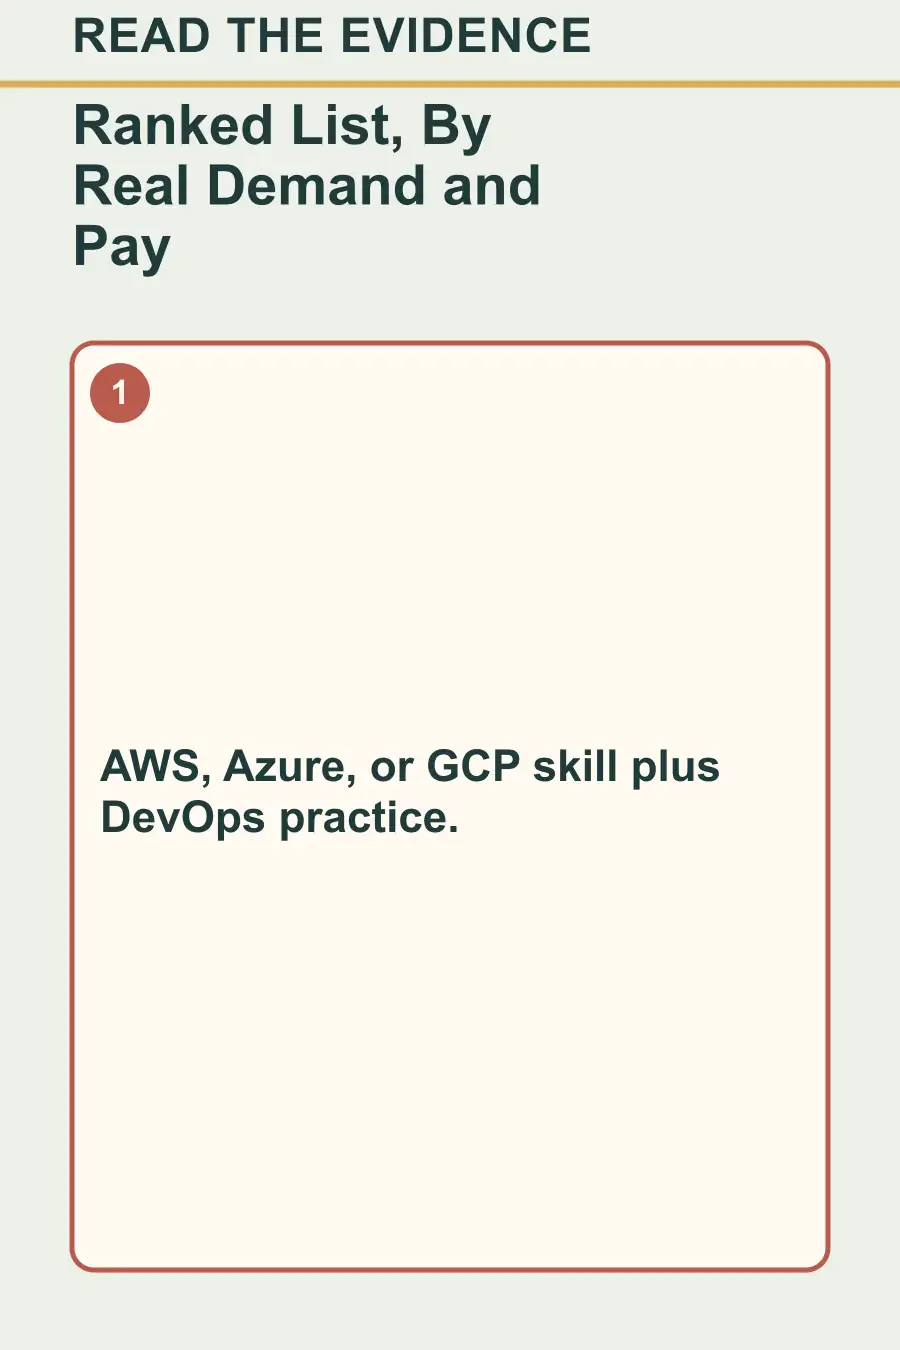 READ THE EVIDENCE
Ranked List, By
Real Demand and
Pay
1
AWS, Azure, or GCP skill plus
DevOps practice.